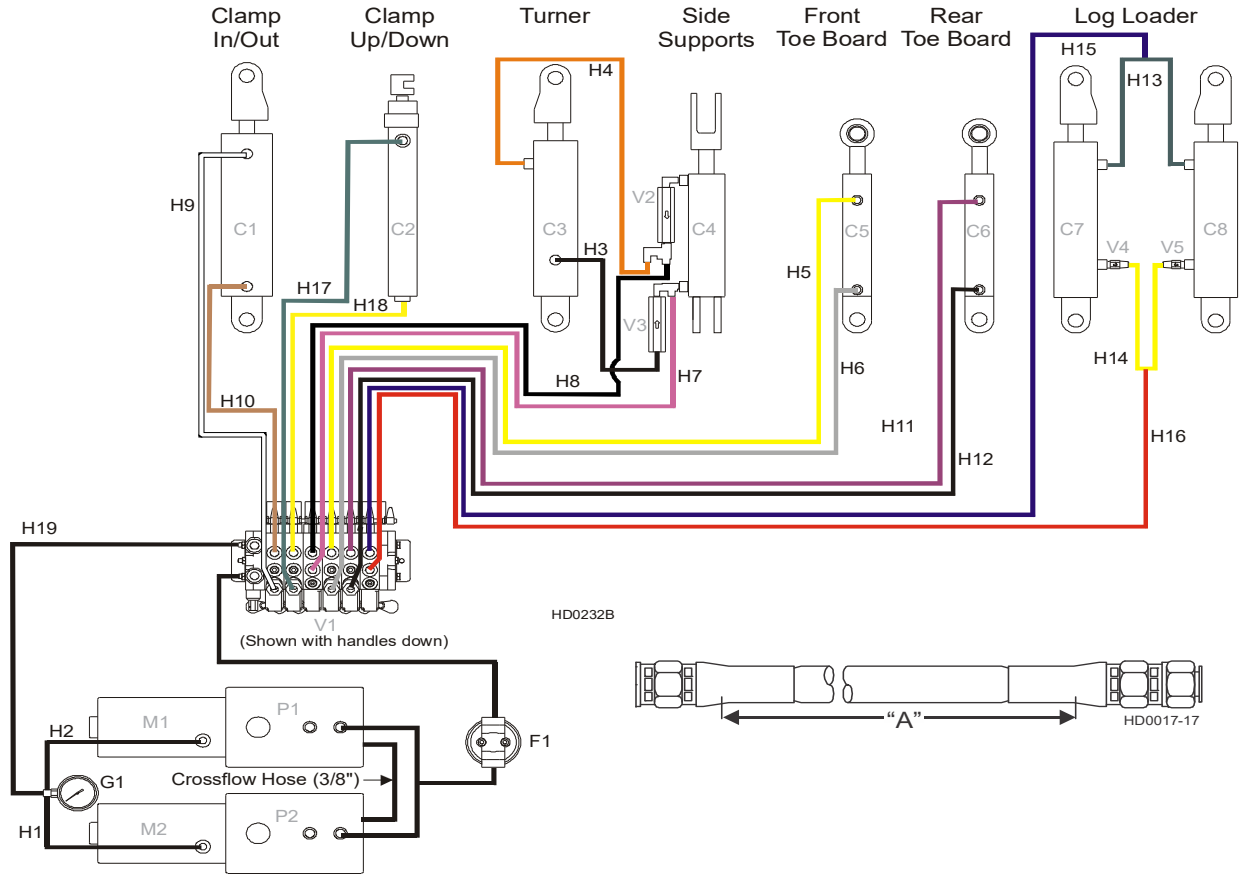 Clamp
In/Out
Clamp
Up/Down
Turner
Side
Supports
Front
Toe Board
Rear
Toe Board
Log Loader
H4
H15
H13
H9
C1
C2
C3
V2
C4
C5
C6
C7
C8
V4
V5
H3
H5
H17
H18
V3
H14
H8
H7
H6
H10
H11
H12
H16
H19
V1
(Shown with handles down)
HD0232B
"A"
HD0017-17
M1
P1
H2
F1
G1
Crossflow Hose (3/8")
H1
M2
P2